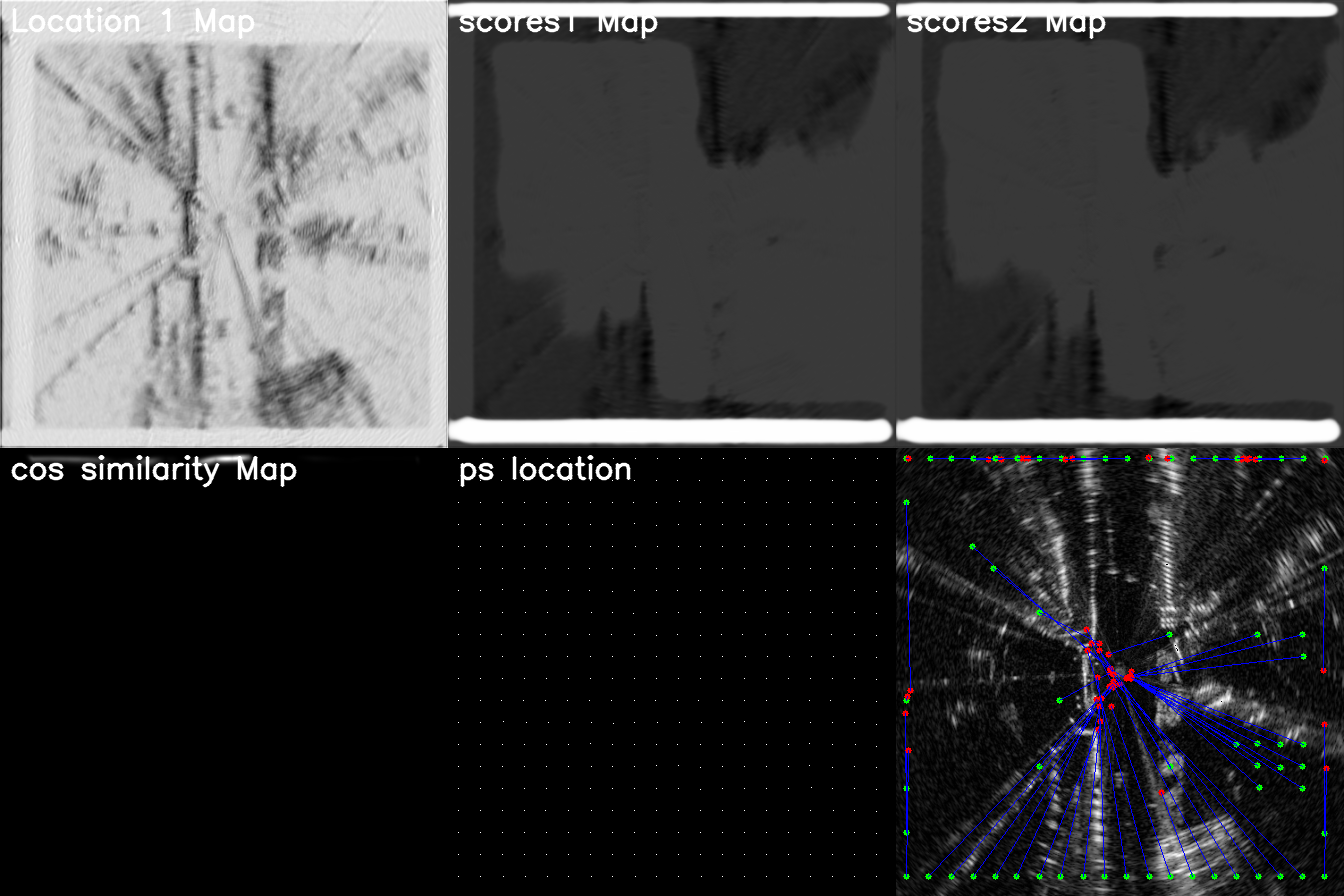 Location 1 Map
scores1 Map
scores2 Map
cos similarity Map
ps location